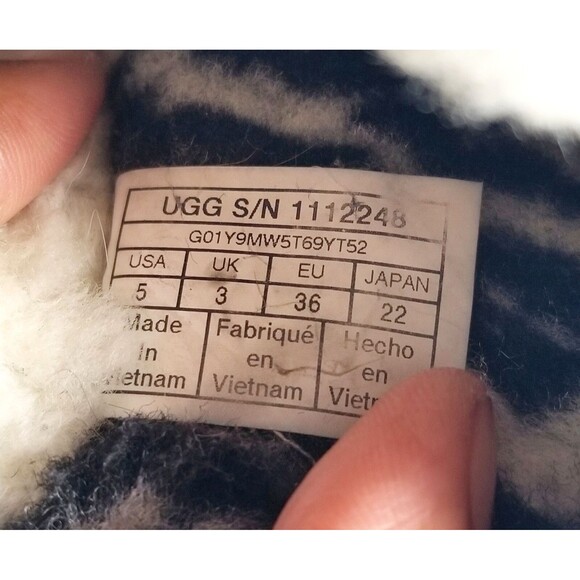 UGG S/N 1112248
G01Y9MW5T69YT52
USA UK EU JAPAN
5 3 36 22
Made Fabriqué Hecho
In en en
Vietnam Vietnam Vietn